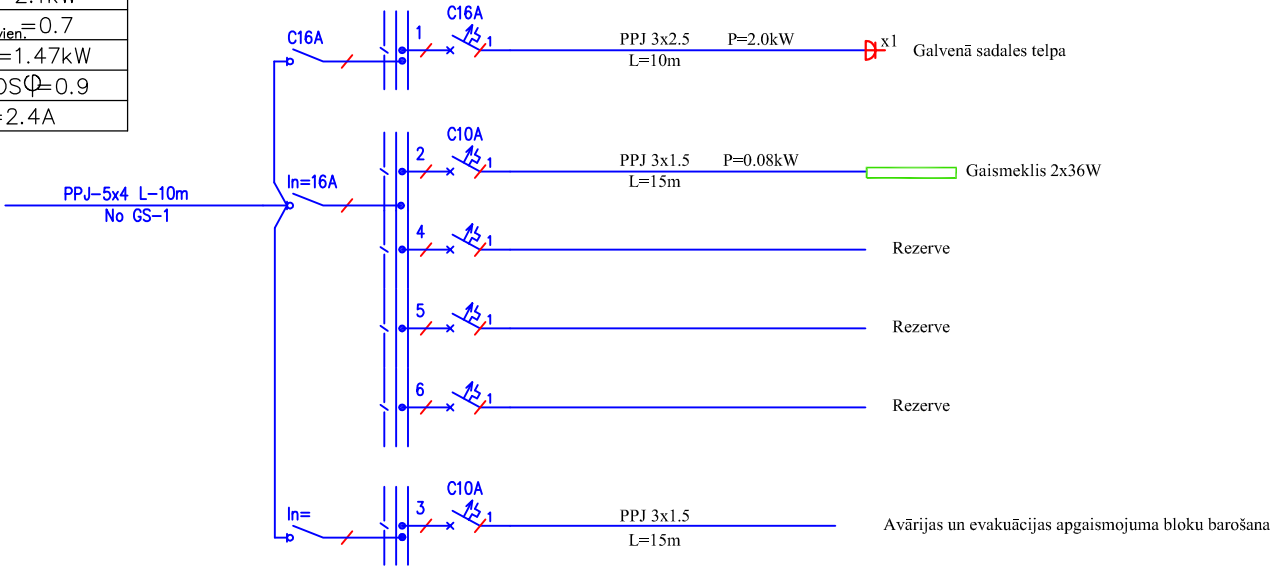 2.1kW
vien.=0.7
=1.47kW
OSφ=0.9
=2.4A
C16A
1
C16A
PPJ 3x2.5 P=2.0kW
L=10m
x1
Galvenā sadales telpa
PPJ-5x4 L-10m
No GS-1
In=16A
2
C10A
1
PPJ 3x1.5 P=0.08kW
L=15m
Gaismeklis 2x36W
4
1
Rezerve
5
1
Rezerve
6
1
Rezerve
In=
3
C10A
1
PPJ 3x1.5
L=15m
Avārijas un evakuācijas apgaismojuma bloku barošana
1